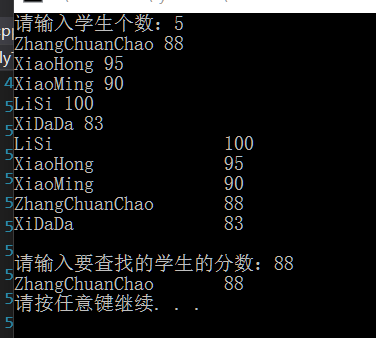 请输入学生个数：5
ZhangChuanChao 88
XiaoHong 95
XiaoMing 90
LiSi 100
XiDaDa 83
LiSi 100
XiaoHong 95
XiaoMing 90
ZhangChuanChao 88
XiDaDa 83
请输入要查找的学生的分数：88
ZhangChuanChao 88
请按任意键继续. . .